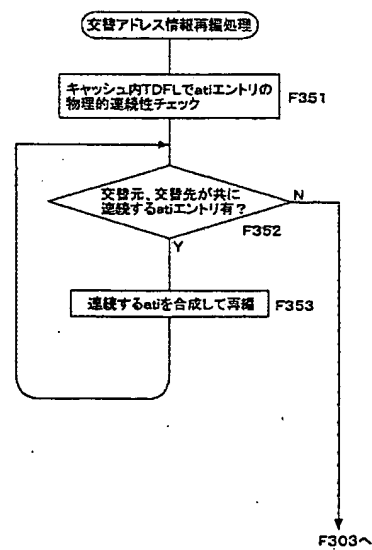 交替アドレス情報再編処理
キャッシュ内TDFLでatiエントリの
物理的連続性チェック
F351
交替元、交替先が共に
連続するatiエントリ有?
N
F352
Y
連続するatiを合成して再編
F353
F303へ